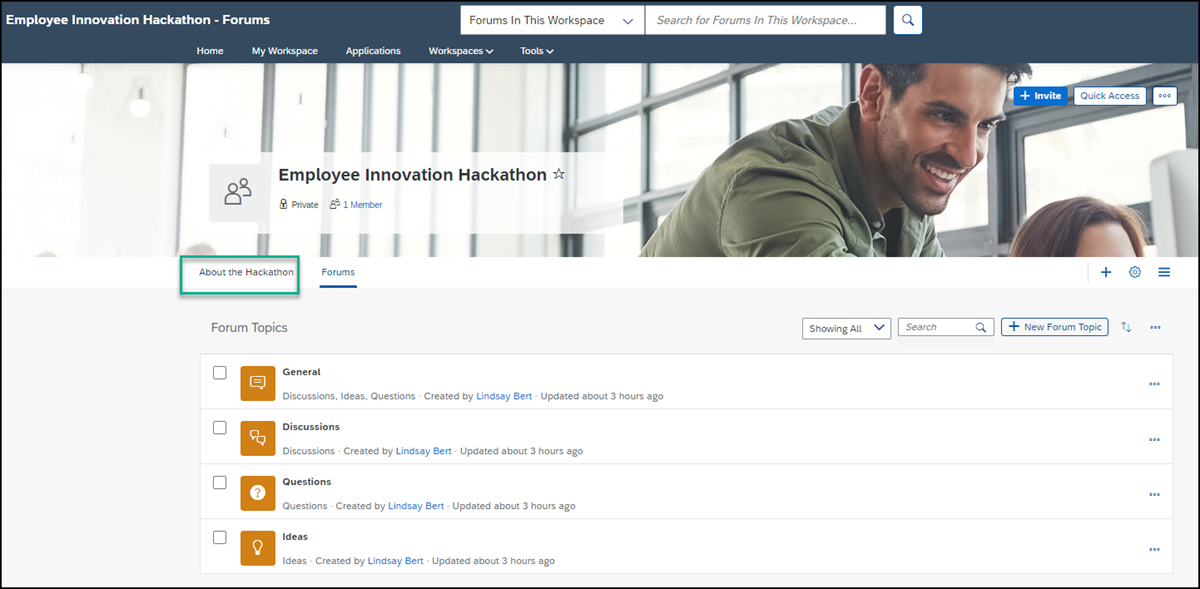 Employee Innovation Hackathon - Forums
Forums In This Workspace
Search for Forums In This Workspace...
Home My Workspace Applications Workspaces Tools
+ Invite Quick Access
Employee Innovation Hackathon ☆
Private 1 Member
About the Hackathon Forums
Forum Topics
Showing All Search + New Forum Topic
General
Discussions, Ideas, Questions · Created by Lindsay Bert · Updated about 3 hours ago
Discussions
Discussions · Created by Lindsay Bert · Updated about 3 hours ago
Questions
Questions · Created by Lindsay Bert · Updated about 3 hours ago
Ideas
Ideas · Created by Lindsay Bert · Updated about 3 hours ago